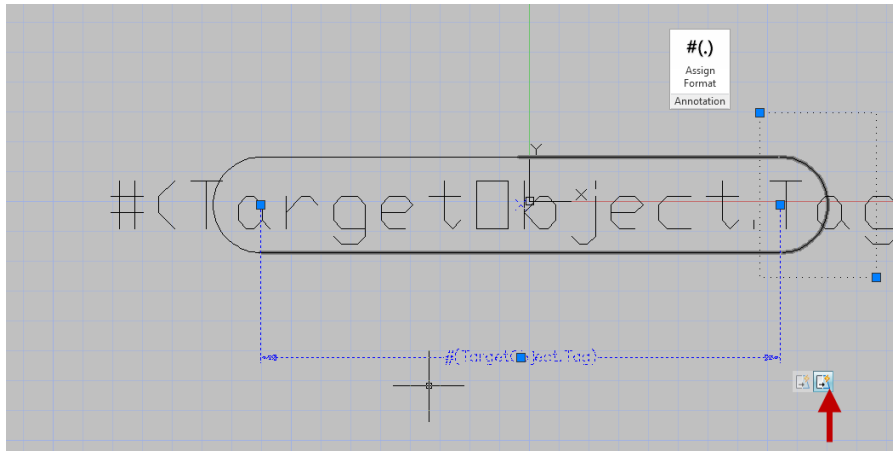 #(.)
Assign
Format
Annotation
Y
X
#(TargetObject.Tag
#(TargetObject.Tag)